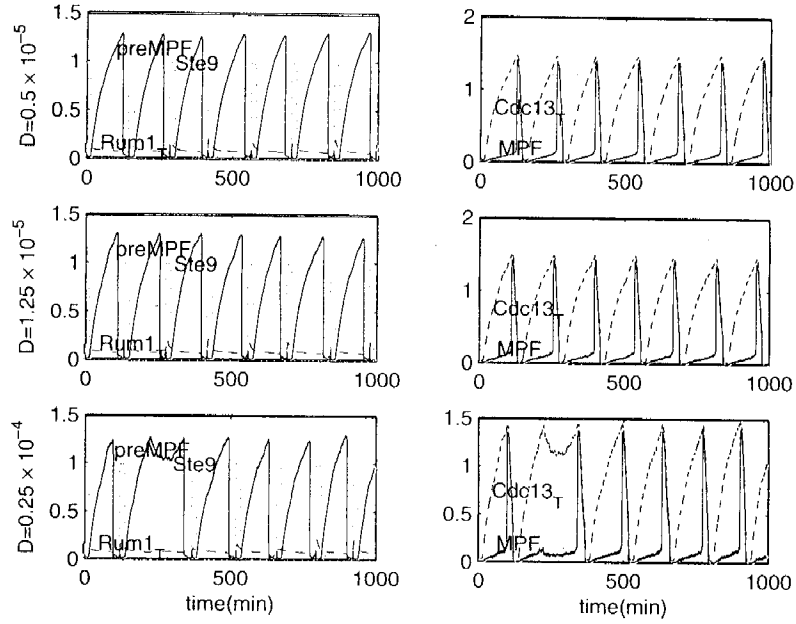 D=0.5 × 10⁻⁵
1.5
1
0.5
0
preMPF
Ste9
Rum1_T
0
500
1000
2
1
0
Cdc13_T
MPF
0
500
1000
D=1.25 × 10⁻⁵
1.5
1
0.5
0
preMPF
Ste9
Rum1_T
0
500
1000
2
1
0
Cdc13_T
MPF
0
500
1000
D=0.25 × 10⁻⁴
1.5
1
0.5
0
preMPF
Ste9
Rum1_T
0
500
1000
time(min)
1.5
1
0.5
0
Cdc13_T
MPF
0
500
1000
time(min)